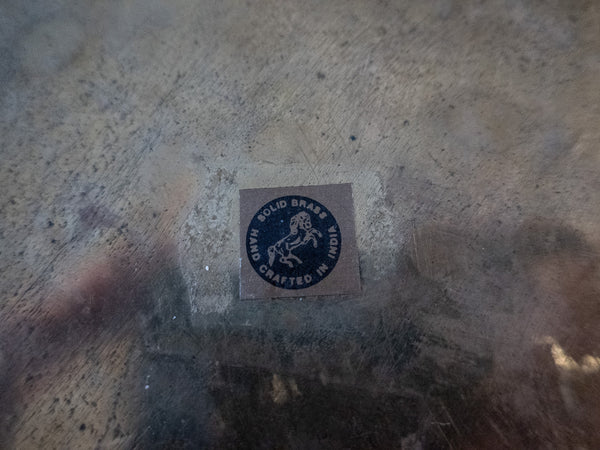 SOLID BRASS
HAND CRAFTED IN INDIA